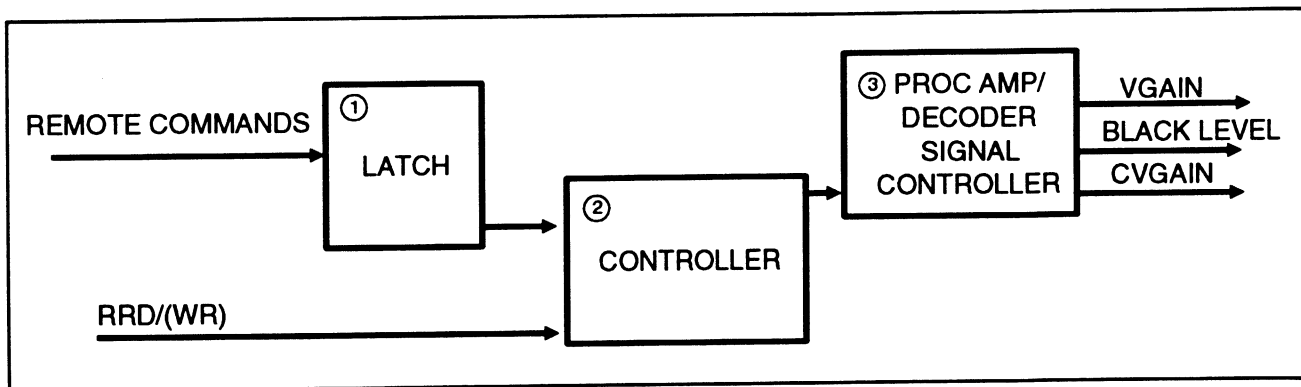 REMOTE COMMANDS
①
LATCH
RRD/(WR)
②
CONTROLLER
③ PROC AMP/
DECODER
SIGNAL
CONTROLLER
VGAIN
BLACK LEVEL
CVGAIN